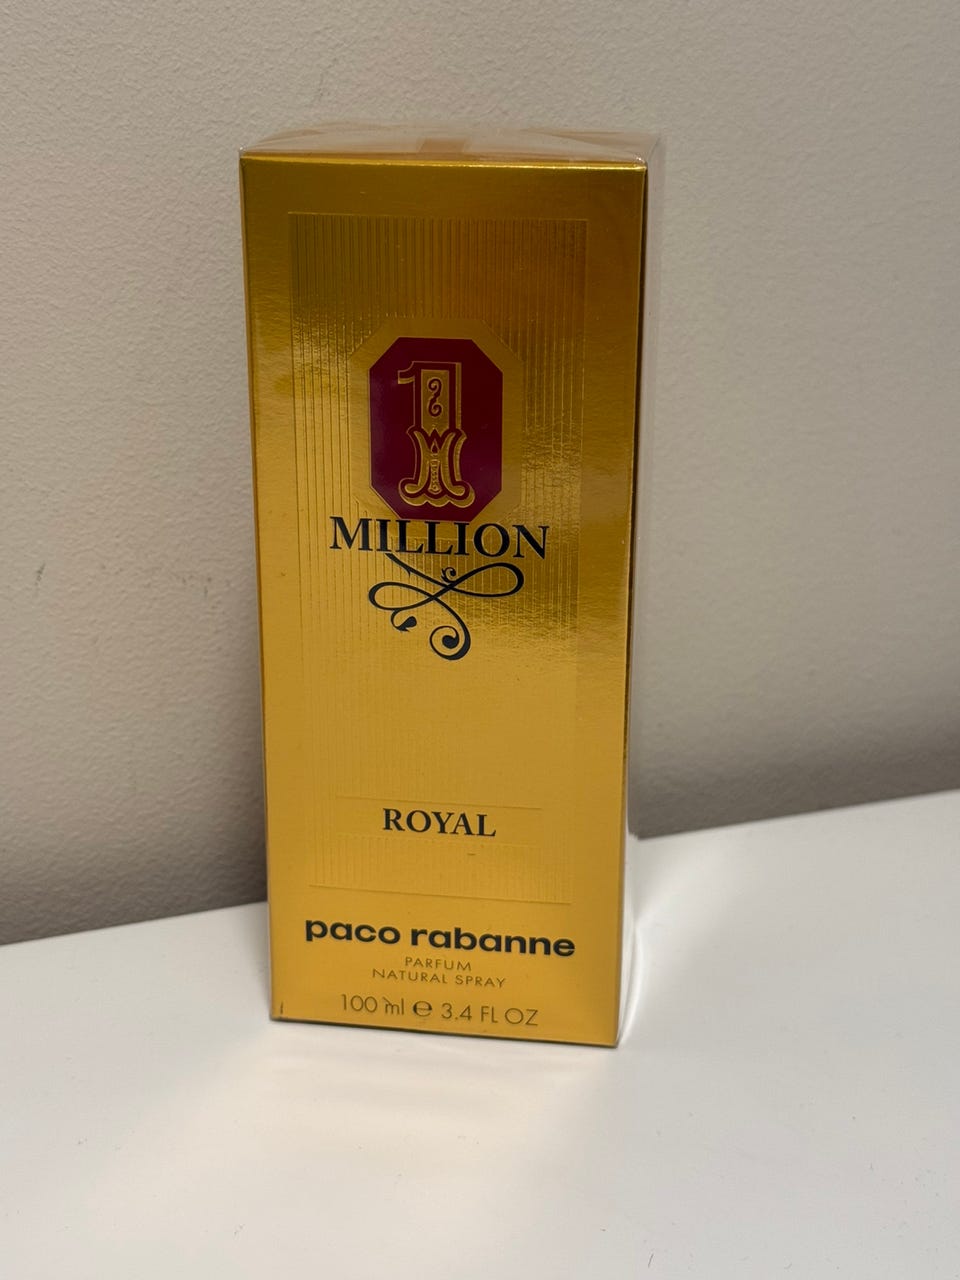 1
MILLION
ROYAL
paco rabanne
PARFUM
NATURAL SPRAY
100 ml ℮ 3.4 FL OZ